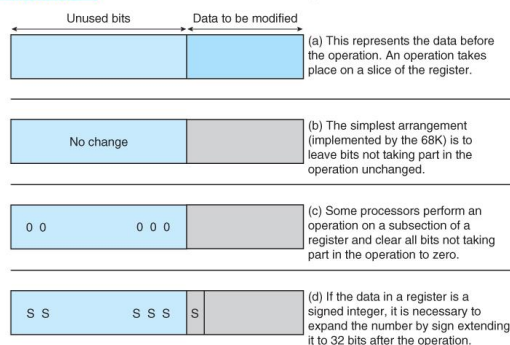 Unused bits
Data to be modified
(a) This represents the data before
the operation. An operation takes
place on a slice of the register.
No change
(b) The simplest arrangement
(implemented by the 68K) is to
leave bits not taking part in the
operation unchanged.
0 0
0 0 0
(c) Some processors perform an
operation on a subsection of a
register and clear all bits not taking
part in the operation to zero.
S S
S S S
S
(d) If the data in a register is a
signed integer, it is necessary to
expand the number by sign extending
it to 32 bits after the operation.